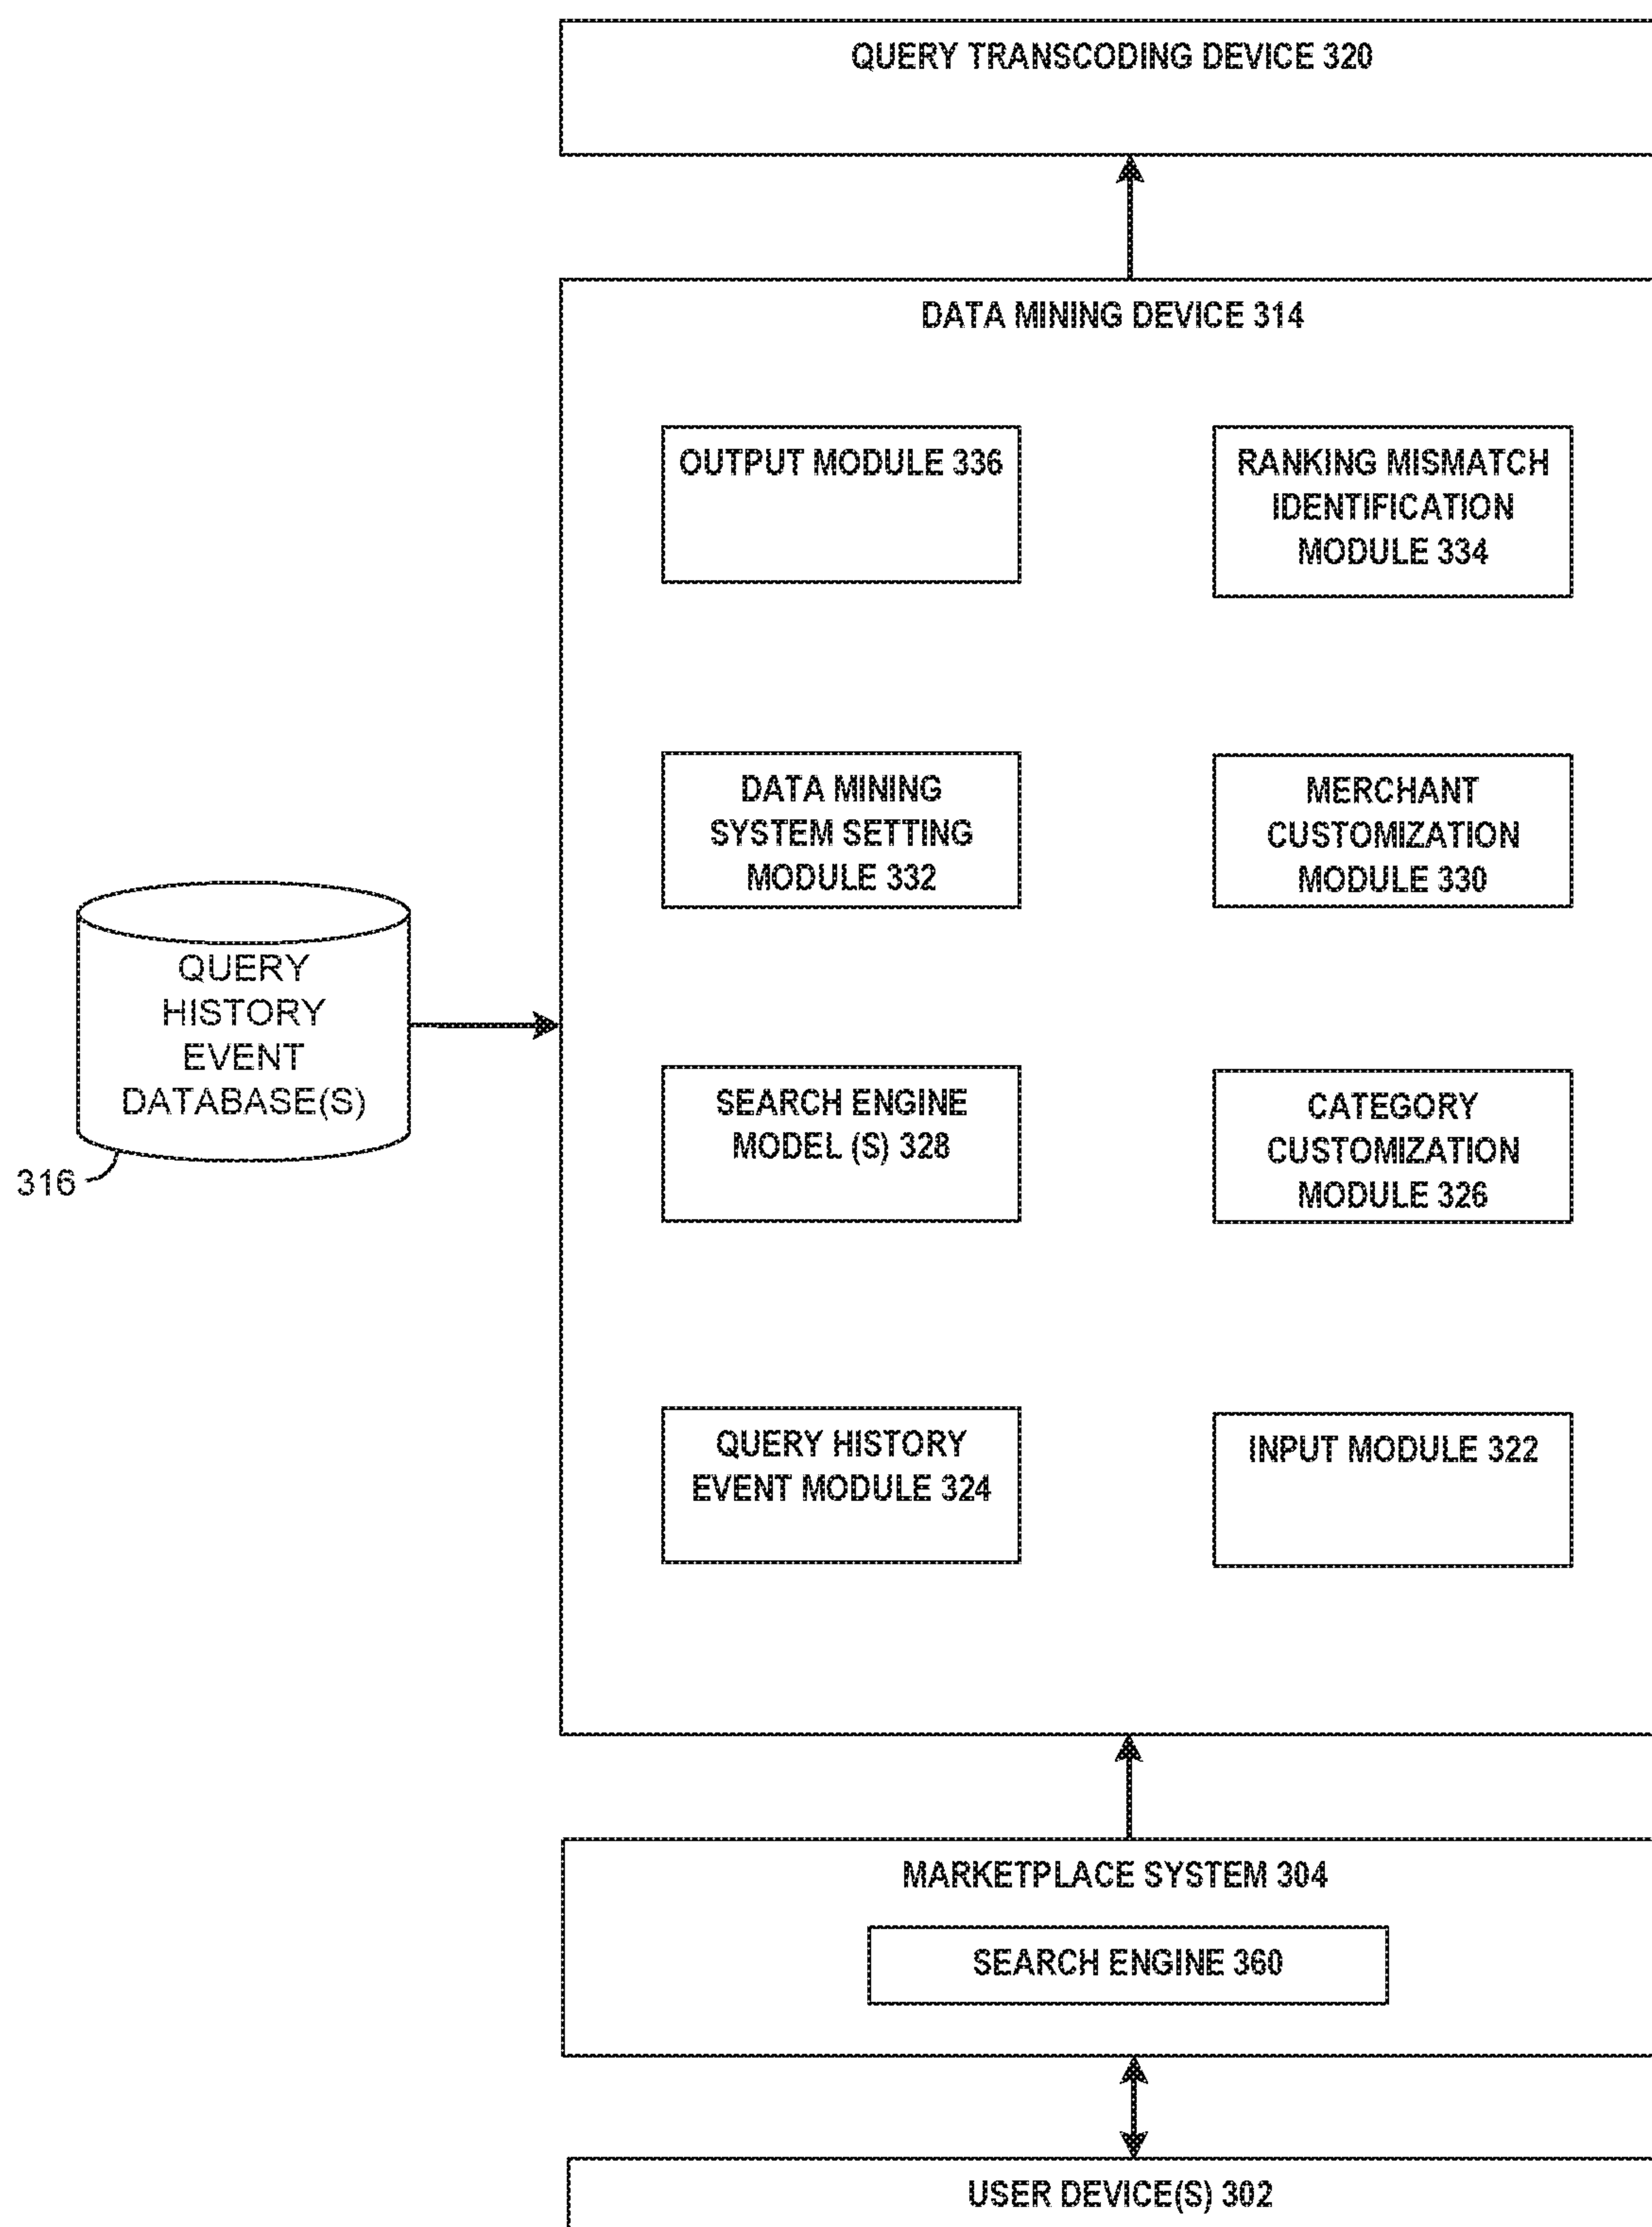 QUERY TRANSCODING DEVICE 320
DATA MINING DEVICE 314
OUTPUT MODULE 336
RANKING MISMATCH
IDENTIFICATION
MODULE 334
DATA MINING
SYSTEM SETTING
MODULE 332
MERCHANT
CUSTOMIZATION
MODULE 330
QUERY
HISTORY
EVENT
DATABASE(S)
316
SEARCH ENGINE
MODEL (S) 328
CATEGORY
CUSTOMIZATION
MODULE 326
QUERY HISTORY
EVENT MODULE 324
INPUT MODULE 322
MARKETPLACE SYSTEM 304
SEARCH ENGINE 360
USER DEVICE(S) 302